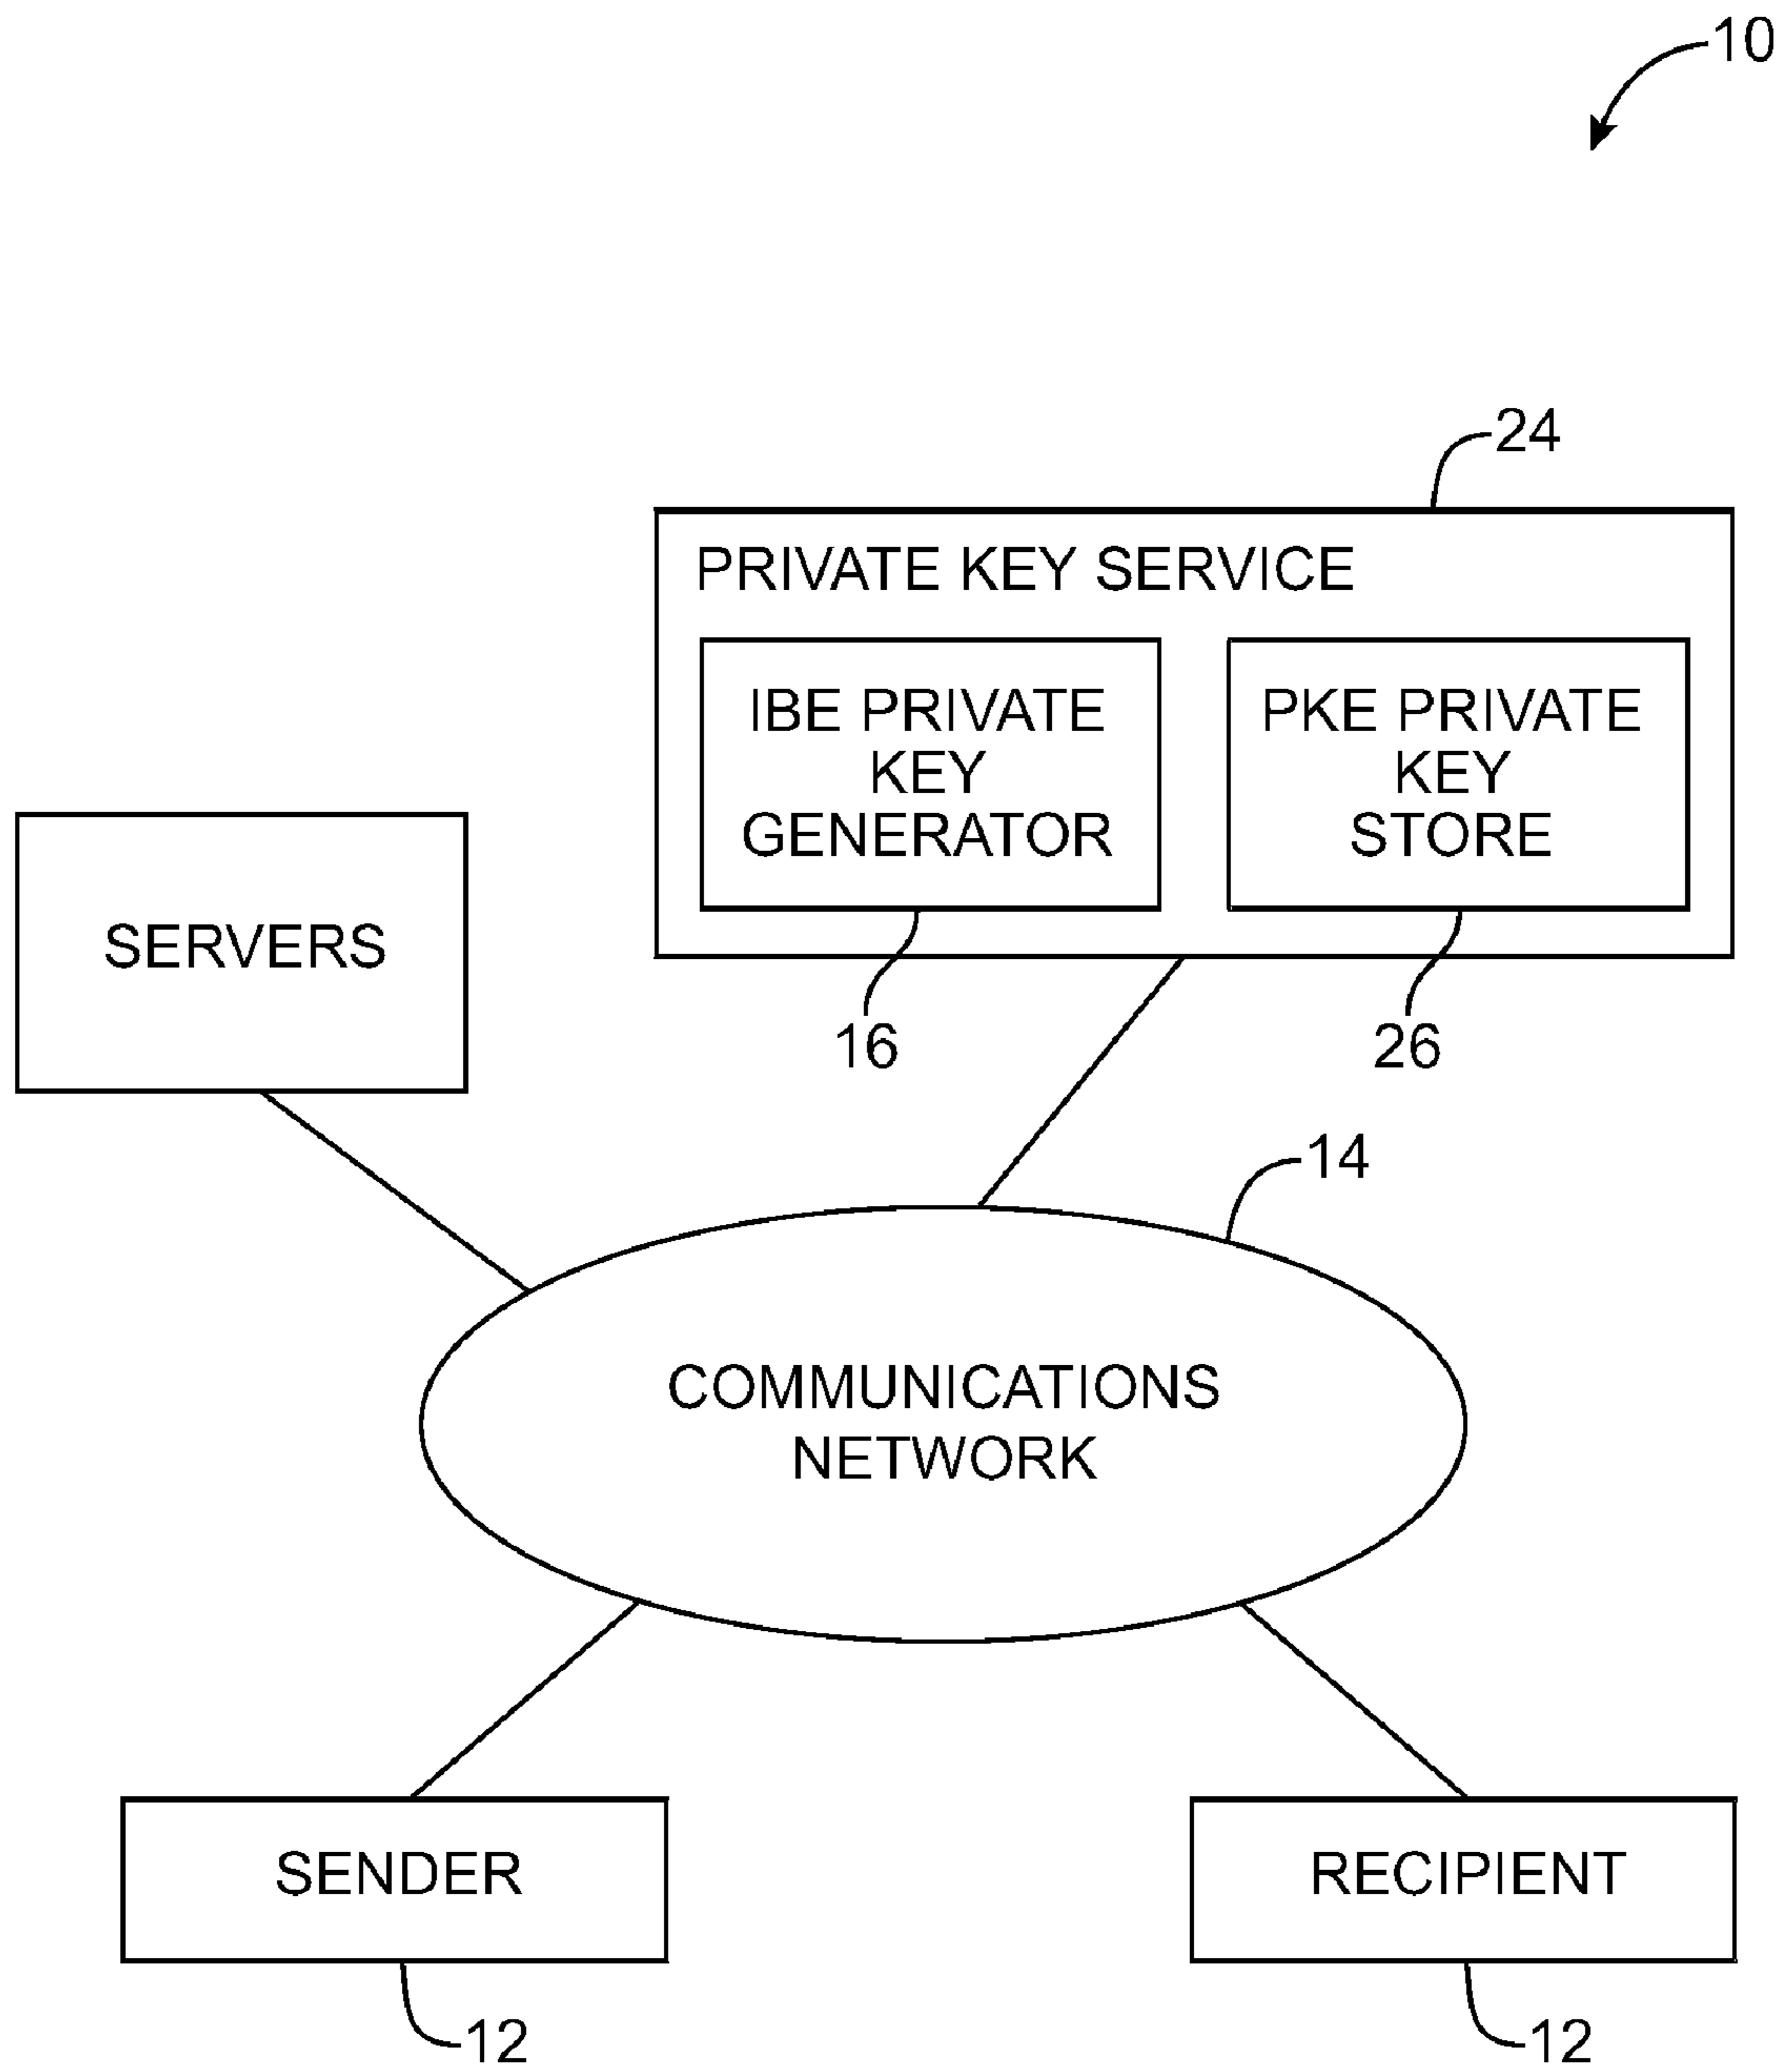 10
24
PRIVATE KEY SERVICE
IBE PRIVATE
KEY
GENERATOR
PKE PRIVATE
KEY
STORE
SERVERS
16
26
14
COMMUNICATIONS
NETWORK
SENDER
RECIPIENT
12
12